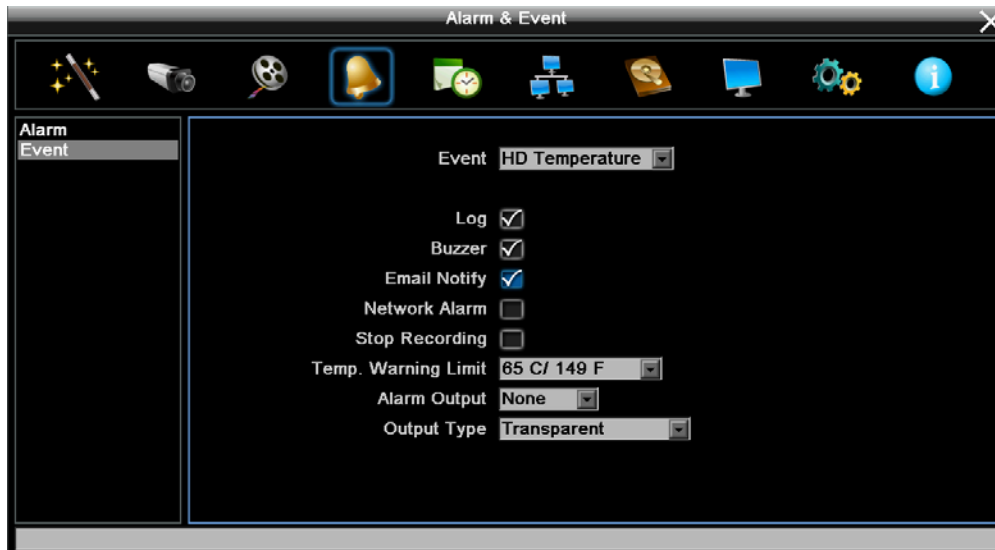 Alarm & Event
Alarm
Event
Event HD Temperature
Log
Buzzer
Email Notify
Network Alarm
Stop Recording
Temp. Warning Limit 65 C/ 149 F
Alarm Output None
Output Type Transparent